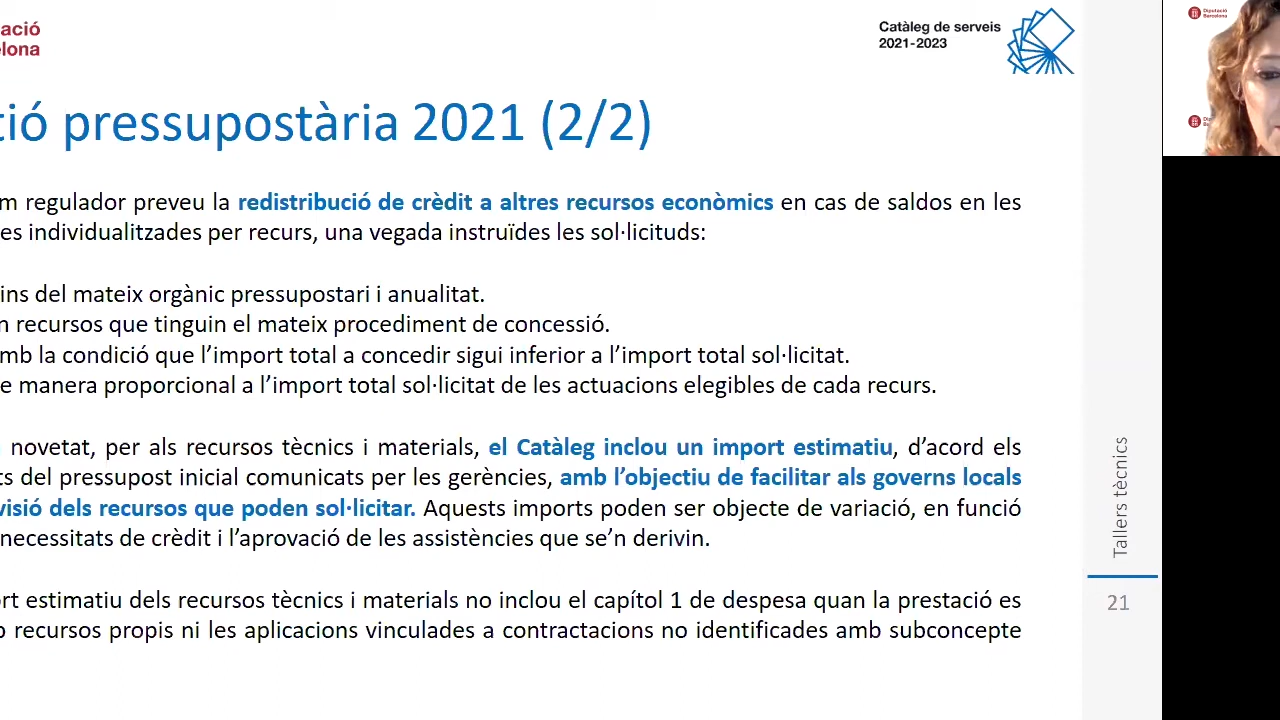 ació
elona
Catàleg de serveis
2021-2023
Diputació
Barcelona
tió pressupostària 2021 (2/2)
m regulador preveu la redistribució de crèdit a altres recursos econòmics en cas de saldos en les
es individualitzades per recurs, una vegada instruïdes les sol·licituds:
ins del mateix orgànic pressupostari i anualitat.
n recursos que tinguin el mateix procediment de concessió.
mb la condició que l’import total a concedir sigui inferior a l’import total sol·licitat.
e manera proporcional a l’import total sol·licitat de les actuacions elegibles de cada recurs.
novetat, per als recursos tècnics i materials, el Catàleg inclou un import estimatiu, d’acord els
ts del pressupost inicial comunicats per les gerències, amb l’objectiu de facilitar als governs locals
visió dels recursos que poden sol·licitar. Aquests imports poden ser objecte de variació, en funció
necessitats de crèdit i l’aprovació de les assistències que se’n derivin.
ort estimatiu dels recursos tècnics i materials no inclou el capítol 1 de despesa quan la prestació es
recursos propis ni les aplicacions vinculades a contractacions no identificades amb subconcepte
Tallers tècnics
21